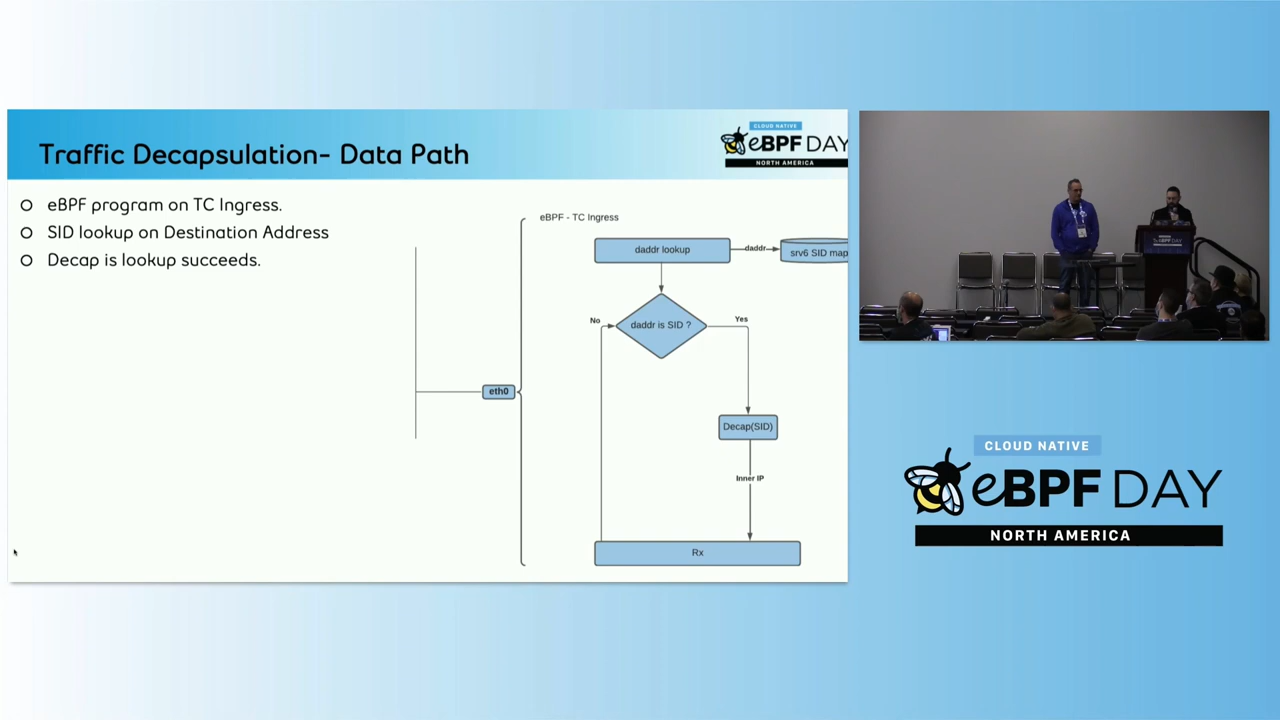 Traffic Decapsulation- Data Path
CLOUD NATIVE
eBPF DAY
NORTH AMERICA
eBPF program on TC Ingress.
SID lookup on Destination Address
Decap is lookup succeeds.
eBPF - TC Ingress
daddr lookup
daddr
srv6 SID map
No
daddr is SID ?
Yes
eth0
Decap(SID)
Inner IP
Rx
CLOUD NATIVE
eBPF DAY
NORTH AMERICA